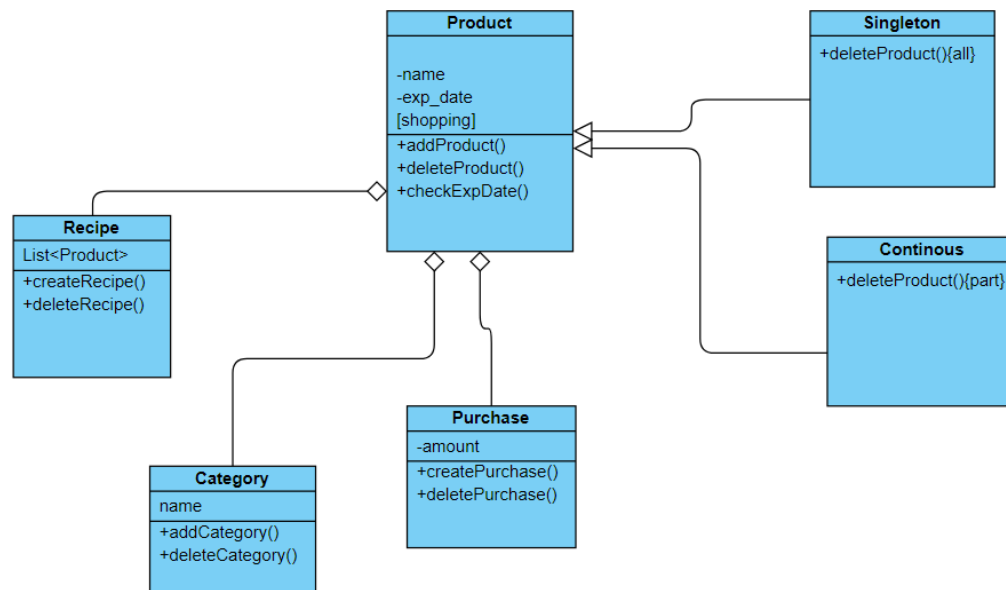 Product
-name
-exp_date
[shopping]
+addProduct()
+deleteProduct()
+checkExpDate()
Singleton
+deleteProduct(){all}
Recipe
List<Product>
+createRecipe()
+deleteRecipe()
Continous
+deleteProduct(){part}
Purchase
-amount
+createPurchase()
+deletePurchase()
Category
name
+addCategory()
+deleteCategory()